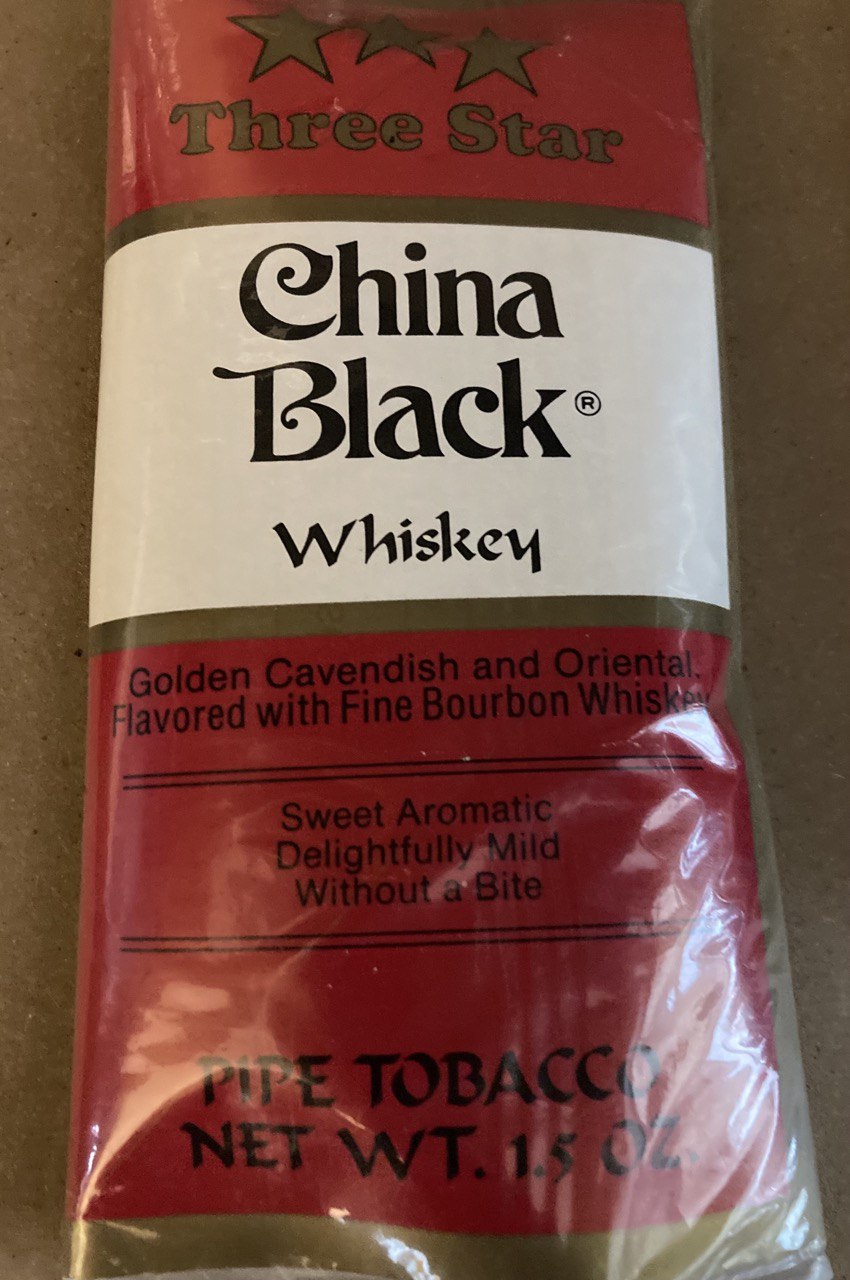 Three Star
China
Black®
Whiskey
Golden Cavendish and Oriental.
Flavored with Fine Bourbon Whiskey
Sweet Aromatic
Delightfully Mild
Without a Bite
PIPE TOBACCO
NET WT. 1.5 OZ.